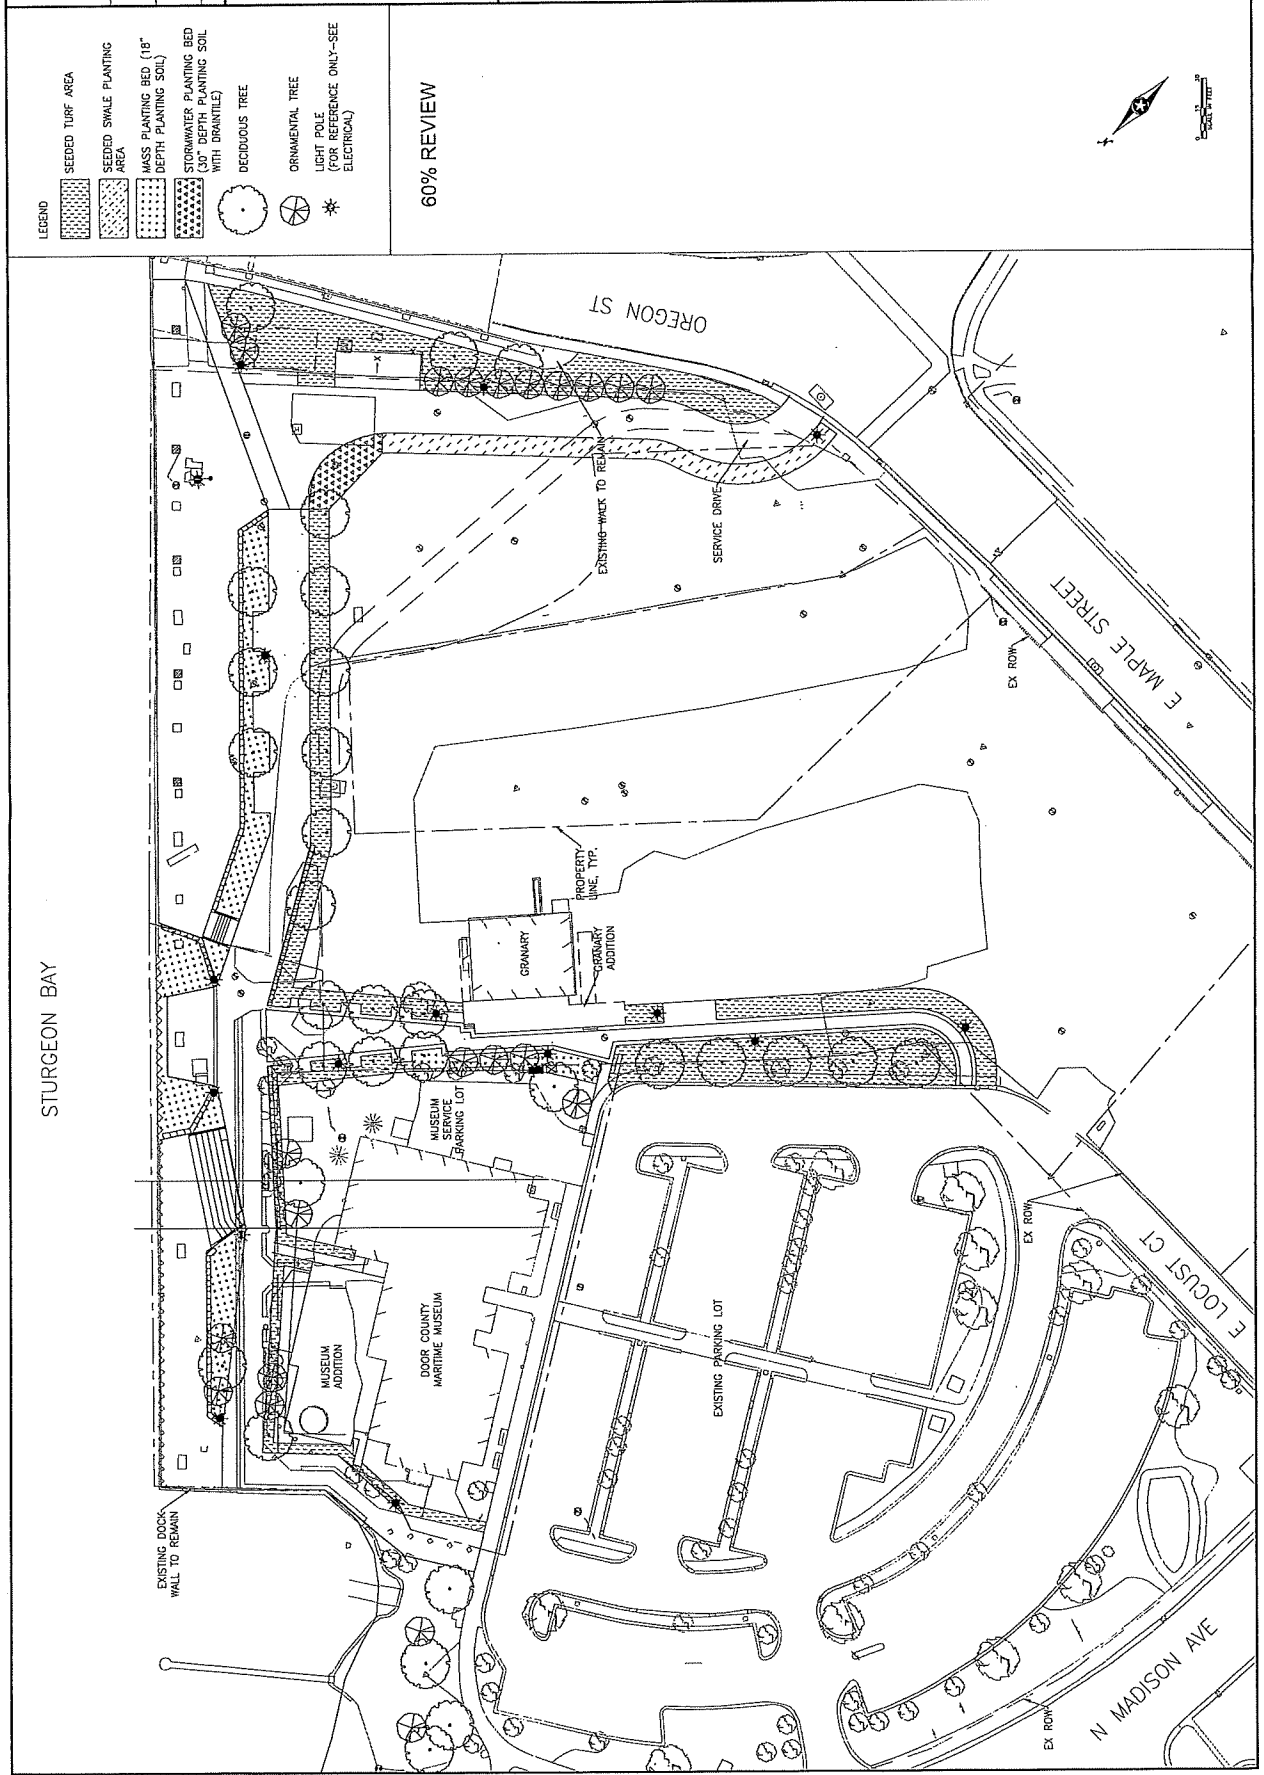 LEGEND
SEEDED TURF AREA
SEEDED SWALE PLANTING
AREA
MASS PLANTING BED (18"
DEPTH PLANTING SOIL)
STORMWATER PLANTING BED
(30" DEPTH PLANTING SOIL
WITH DRAINTILE)
DECIDUOUS TREE
ORNAMENTAL TREE
LIGHT POLE
(FOR REFERENCE ONLY-SEE
ELECTRICAL)
60% REVIEW
N
SCALE IN FEET
STURGEON BAY
OREGON ST
EXISTING WALK TO REMAIN
SERVICE DRIVE
EX ROW
E MAPLE STREET
PROPERTY
LINE, TYP.
GRANARY
GRANARY
ADDITION
MUSEUM
SERVICE
PARKING LOT
MUSEUM
ADDITION
DOOR COUNTY
MARITIME MUSEUM
EXISTING PARKING LOT
EX ROW
E LOCUST CT
EXISTING DOCK
WALL TO REMAIN
EX ROW
N MADISON AVE